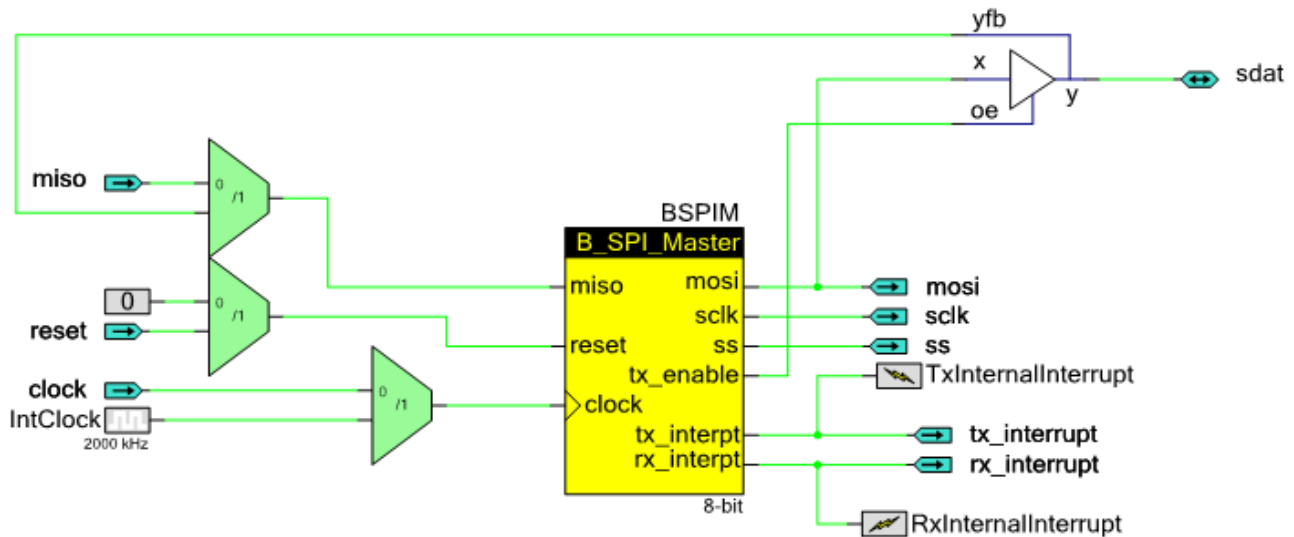 yfb
x
sdat
y
oe
miso
0
/1
BSPIM
B_SPI_Master
miso
mosi
mosi
0
0
/1
sclk
sclk
reset
reset
ss
ss
tx_enable
TxInternalInterrupt
clock
0
/1
clock
IntClock
2000 kHz
tx_interpt
tx_interrupt
rx_interpt
rx_interrupt
8-bit
RxInternalInterrupt